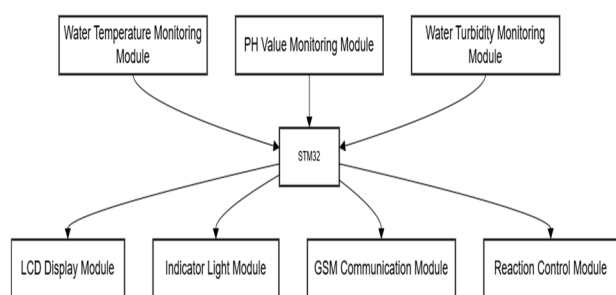 Water Temperature Monitoring
Module
PH Value Monitoring Module
Water Turbidity Monitoring
Module
STM32
LCD Display Module
Indicator Light Module
GSM Communication Module
Reaction Control Module